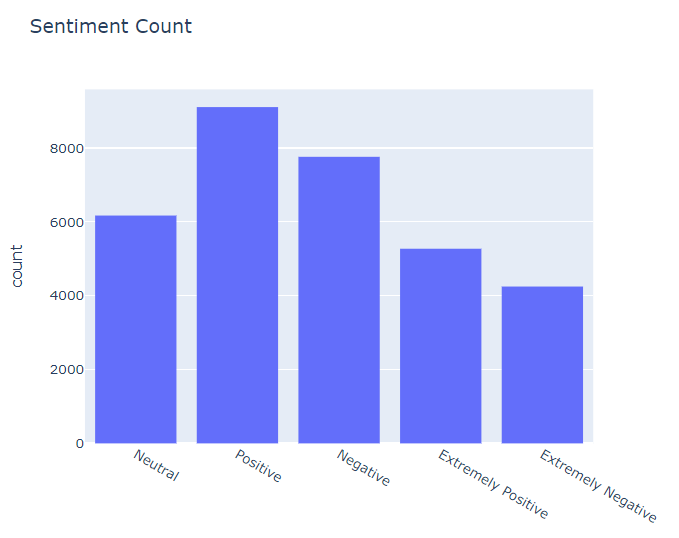 Sentiment Count
8000
6000
4000
2000
0
count
Neutral
Positive
Negative
Extremely Positive
Extremely Negative